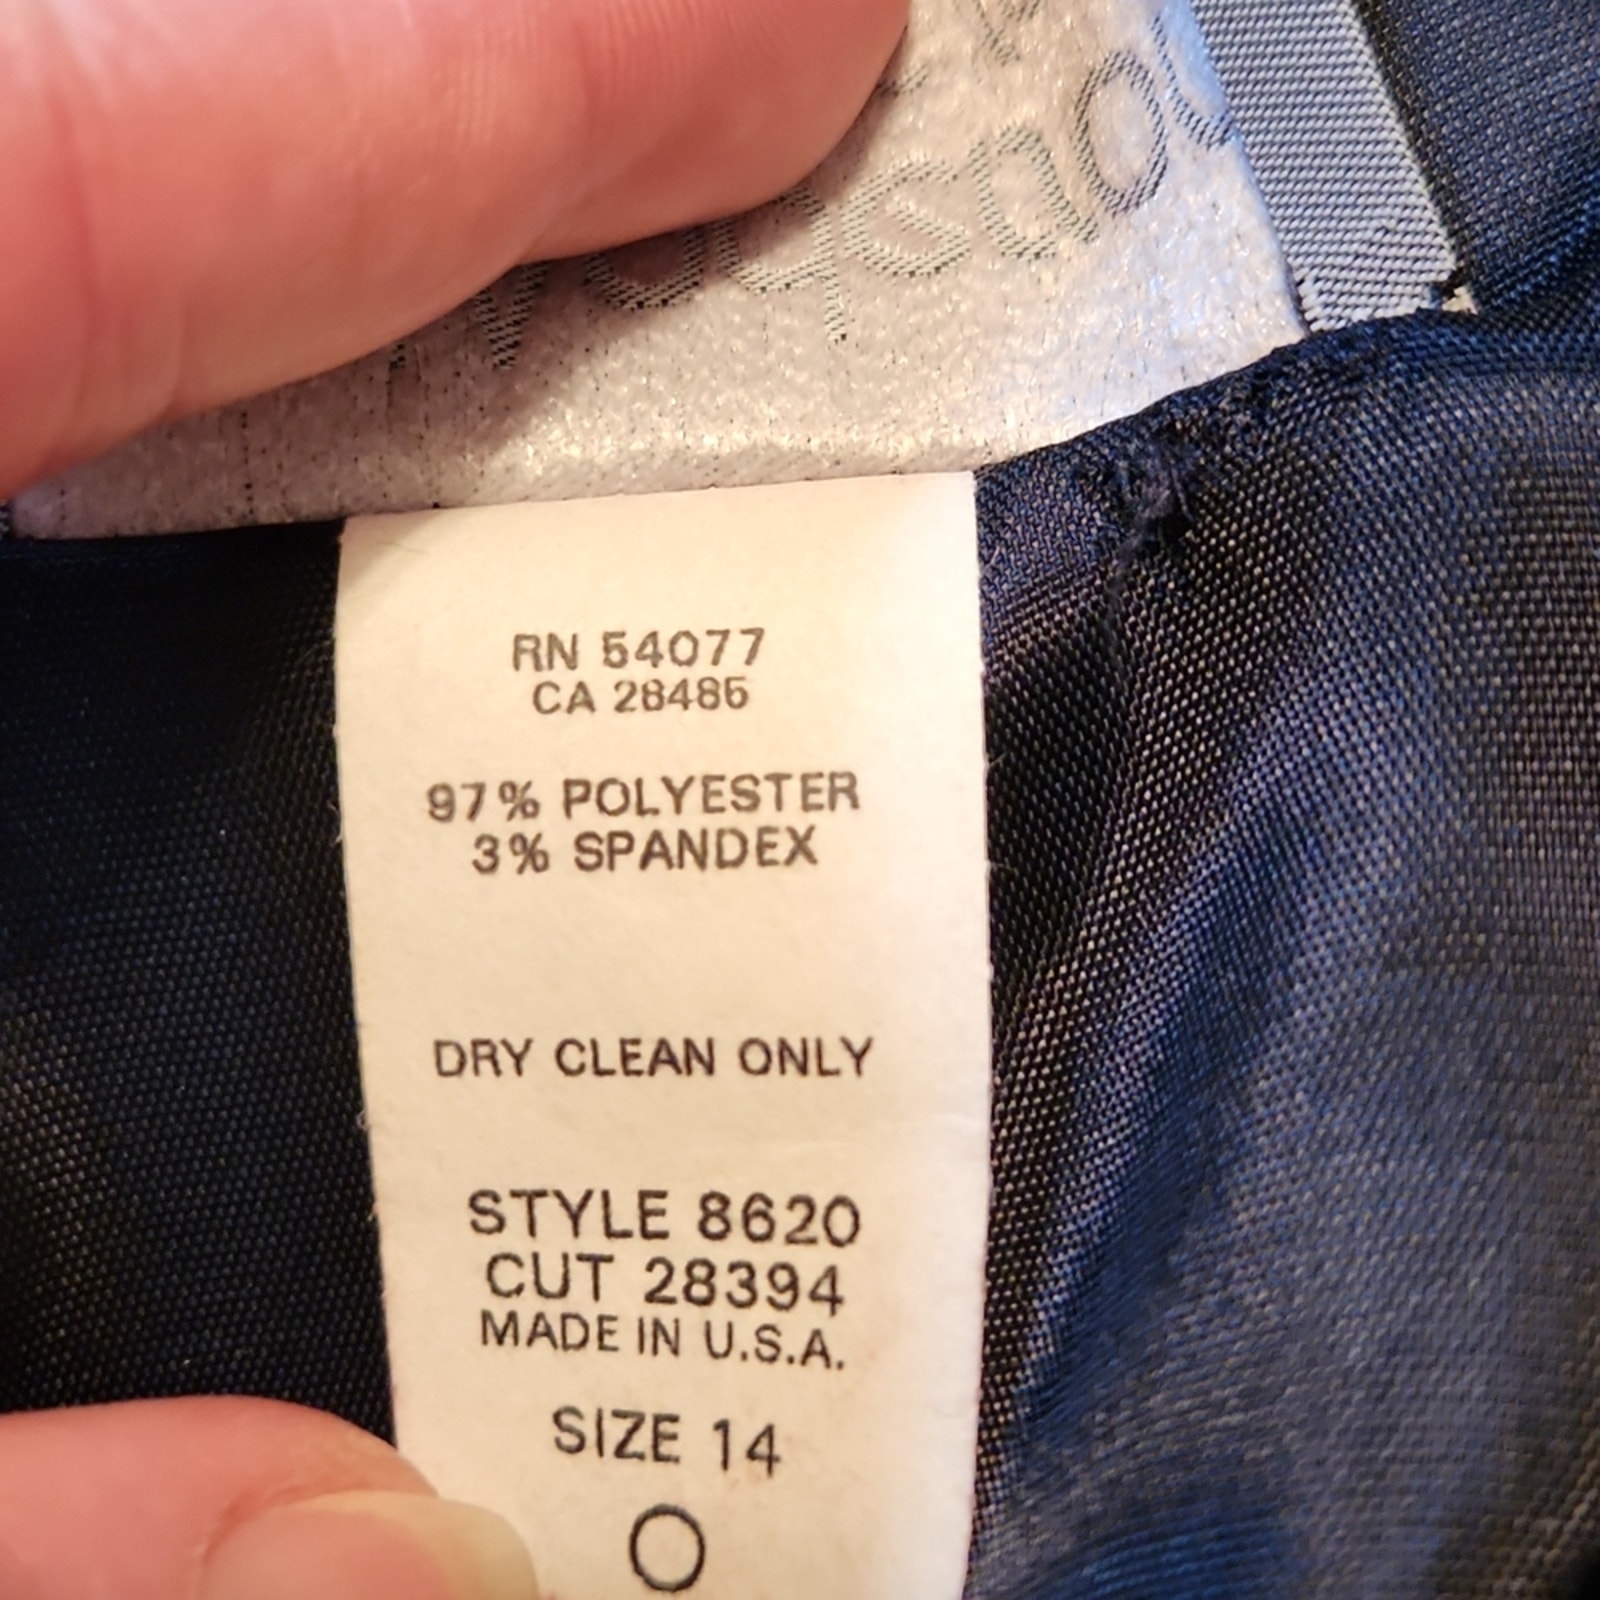 RN 54077
CA 28485
97% POLYESTER
3% SPANDEX
DRY CLEAN ONLY
STYLE 8620
CUT 28394
MADE IN U.S.A.
SIZE 14
O